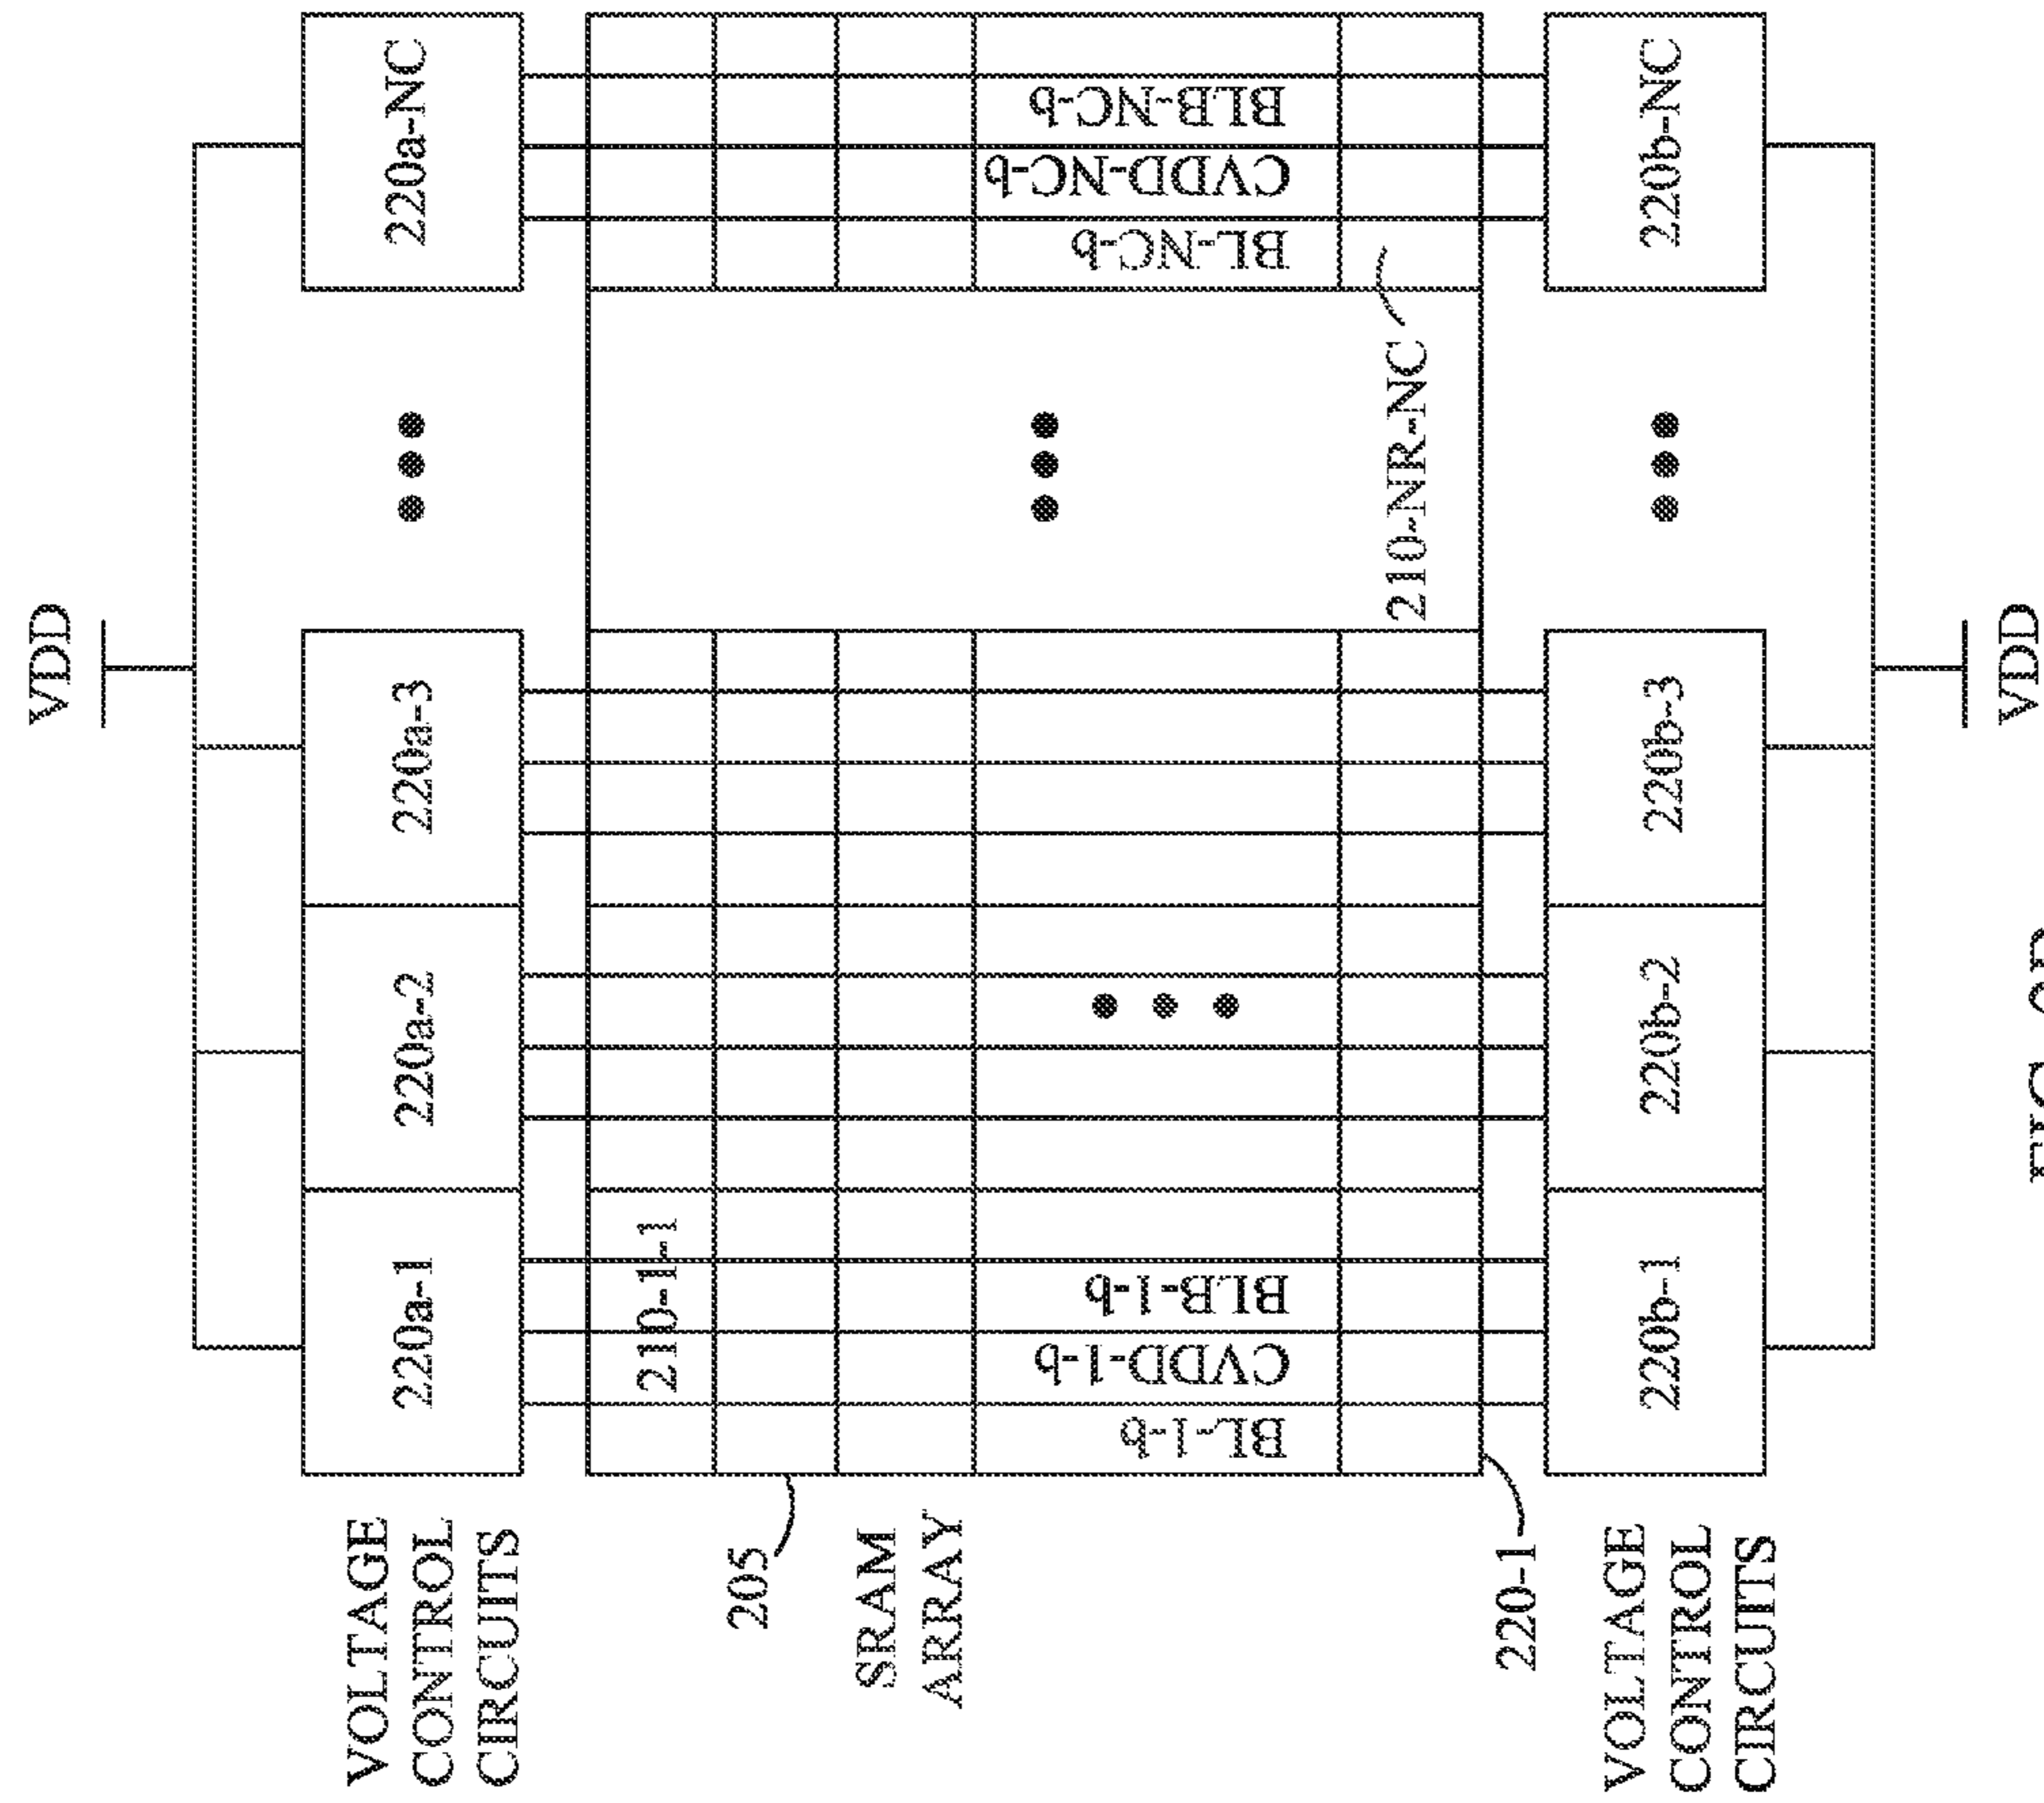 VDD
VOLTAGE
CONTROL
CIRCUITS
220a-1
220a-2
220a-3
220a-NC
205
SRAM
ARRAY
210-1-1
BL-1-b
CVDD-1-b
BLB-1-b
BL-NC-b
CVDD-NC-b
BLB-NC-b
210-NR-NC
220-1
VOLTAGE
CONTROL
CIRCUITS
220b-1
220b-2
220b-3
220b-NC
VDD